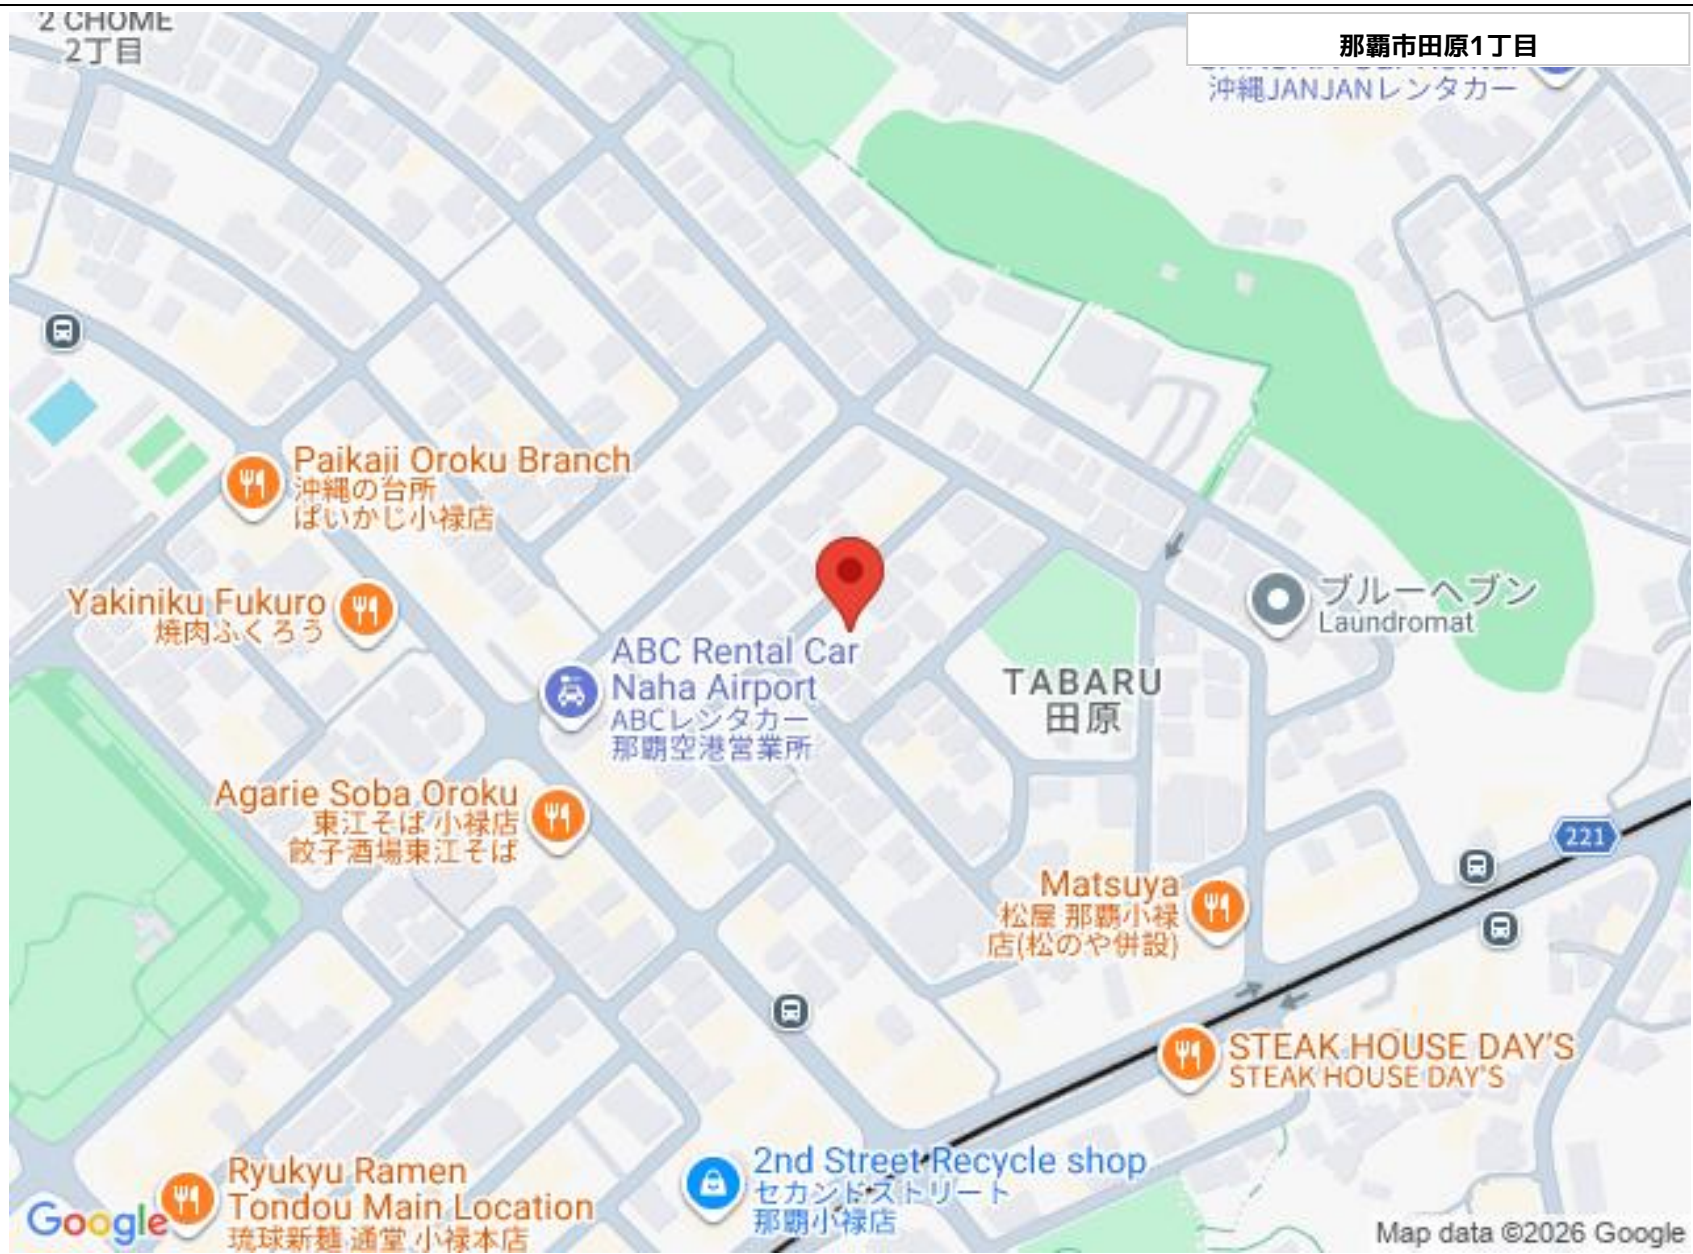 2 CHOME
2丁目
那覇市田原1丁目
沖縄JANJANレンタカー
Paikaji Oroku Branch
沖縄の台所
ぱいかじ小禄店
Yakiniku Fukuro
焼肉ふくろう
ブルーヘブン
Laundromat
ABC Rental Car
Naha Airport
ABCレンタカー
那覇空港営業所
TABARU
田原
Agarie Soba Oroku
東江そば 小禄店
餃子酒場東江そば
221
Matsuya
松屋 那覇小禄
店(松のや併設)
STEAK HOUSE DAY'S
STEAK HOUSE DAY'S
2nd Street Recycle shop
セカンドストリート
那覇小禄店
Ryukyu Ramen
Tondou Main Location
琉球新麺 通堂 小禄本店
Google
Map data ©2026 Google